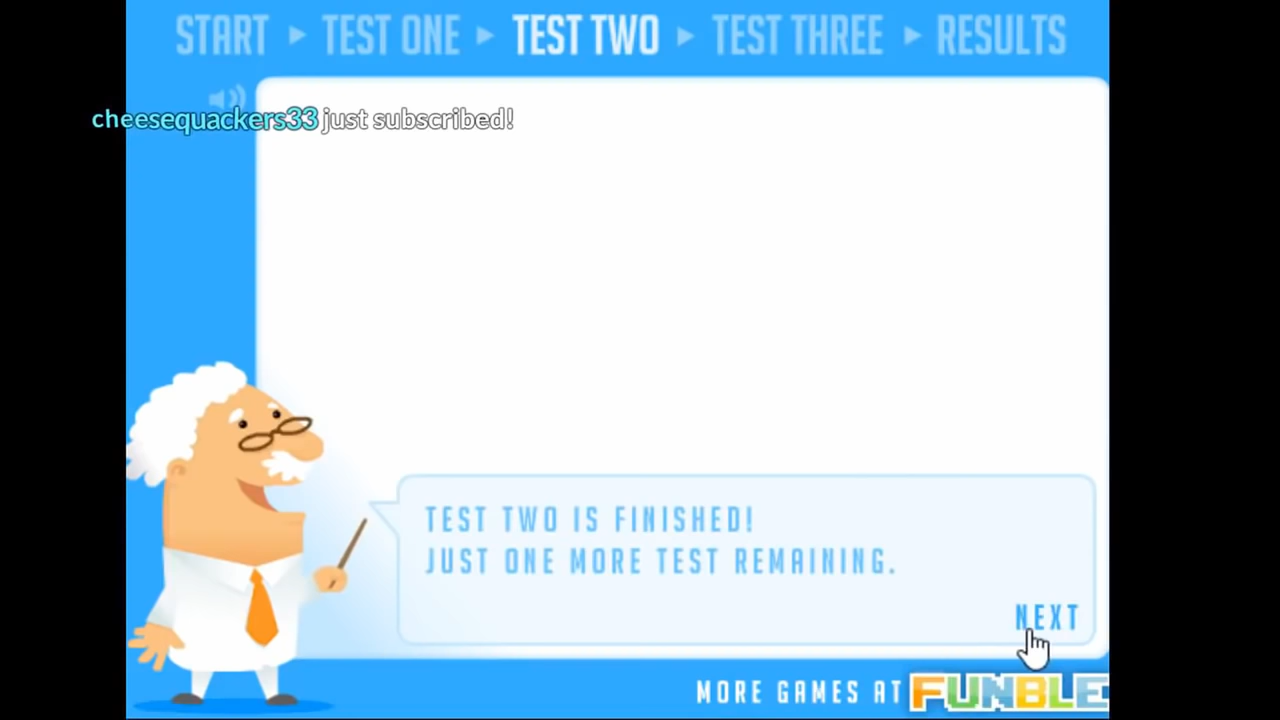 START ▸ TEST ONE ▸ TEST TWO ▸ TEST THREE ▸ RESULTS
cheesequackers33 just subscribed!
TEST TWO IS FINISHED!
JUST ONE MORE TEST REMAINING.
NEXT
MORE GAMES AT FUNBLE